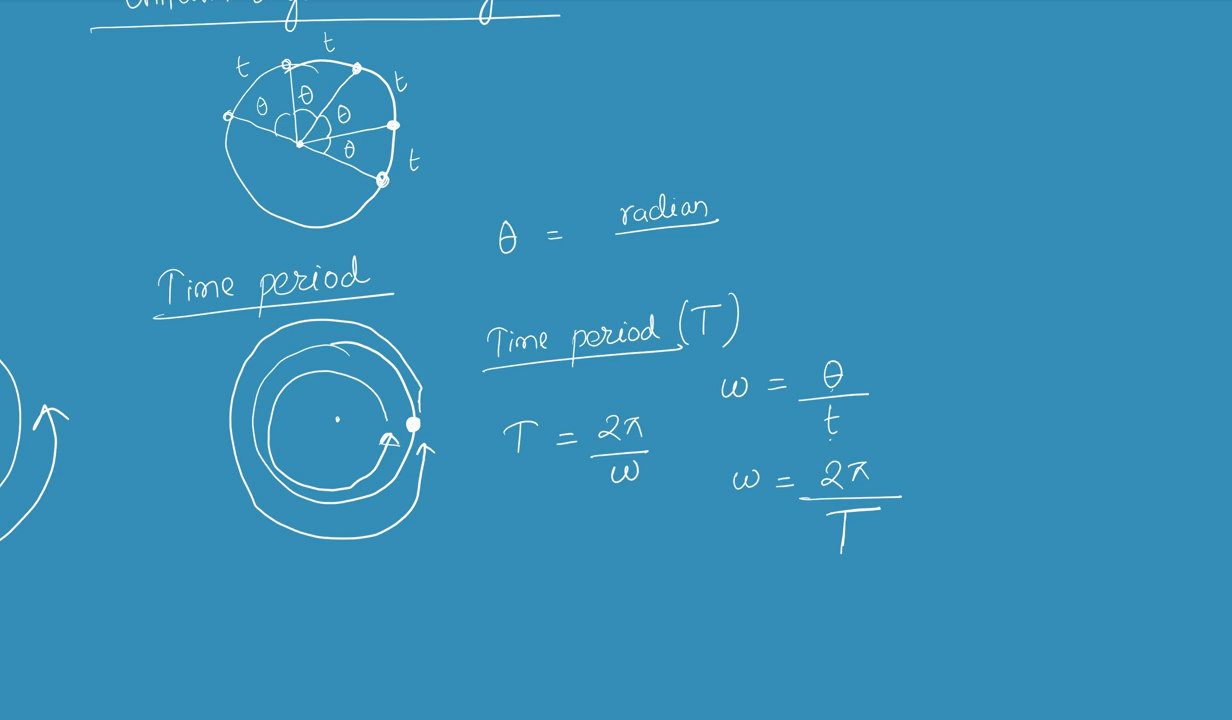 t
t
t
t
θ
θ
θ
θ
θ = radian
Time period
Time period (T)
ω = θ / t
T = 2π / ω
ω = 2π / T